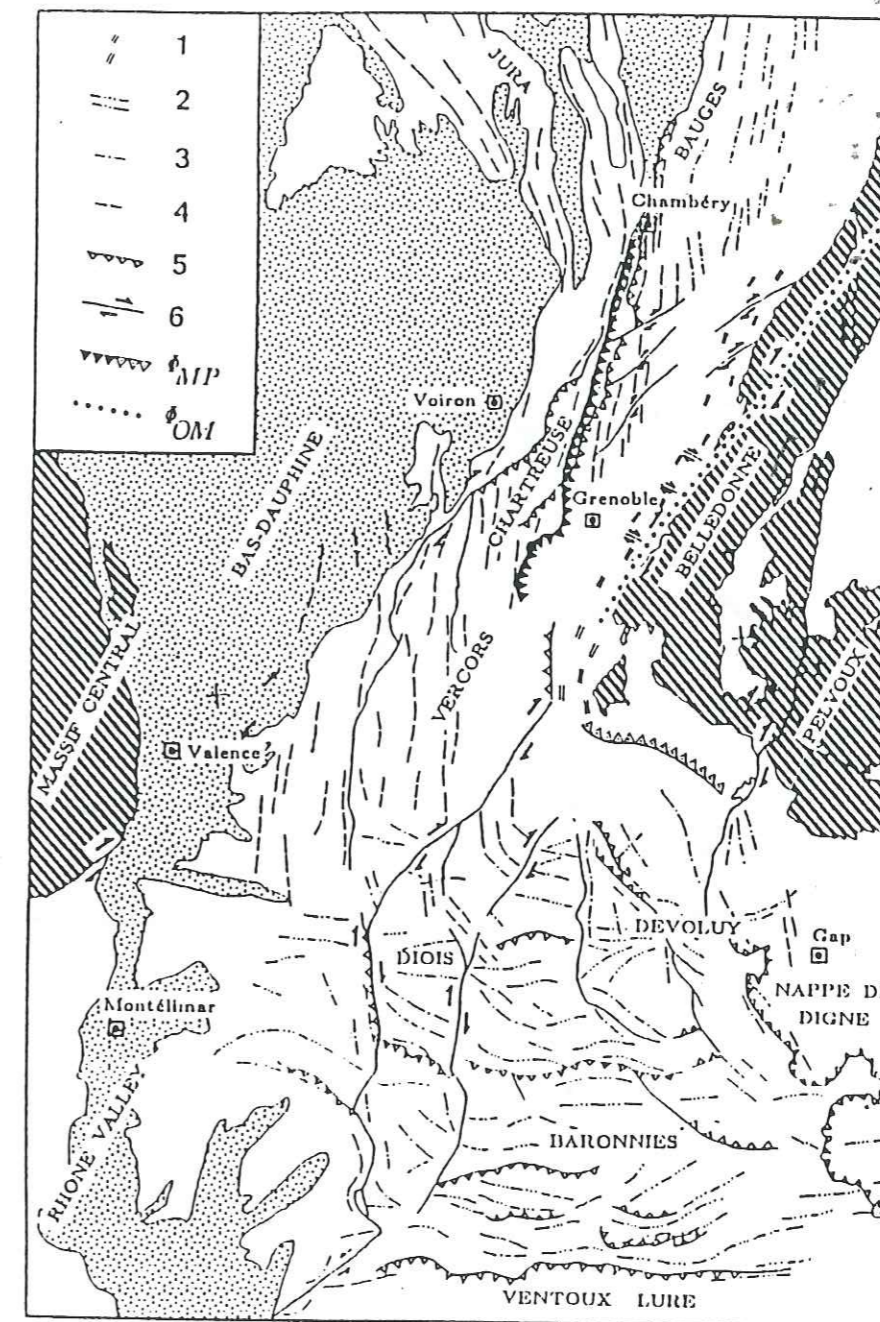 1
2
3
4
5
6
ϕMP
ϕOM
JURA
BAUGES
Chambéry
Voiron
CHARTREUSE
Grenoble
BAS-DAUPHINE
BELLEDONNE
MASSIF CENTRAL
VERCORS
PELVOUX
Valence
DEVOLUY
Gap
DIOIS
NAPPE DE
DIGNE
Montélimar
RHONE VALLEY
BARONNIES
VENTOUX LURE